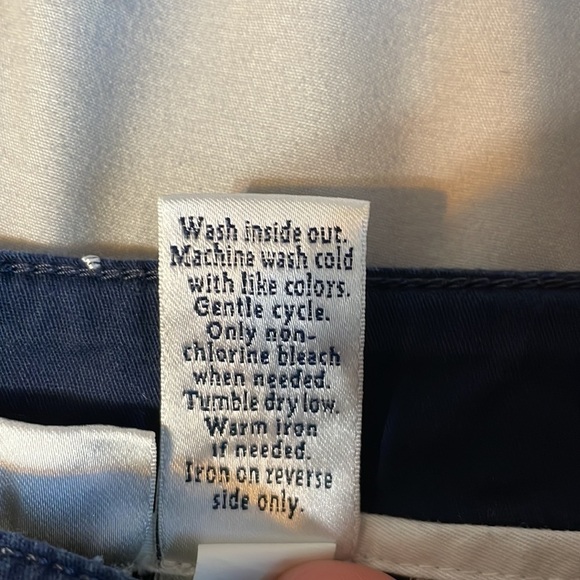 Wash inside out.
Machine wash cold
with like colors.
Gentle cycle.
Only non-
chlorine bleach
when needed.
Tumble dry low.
Warm iron
if needed.
Iron on reverse
side only.